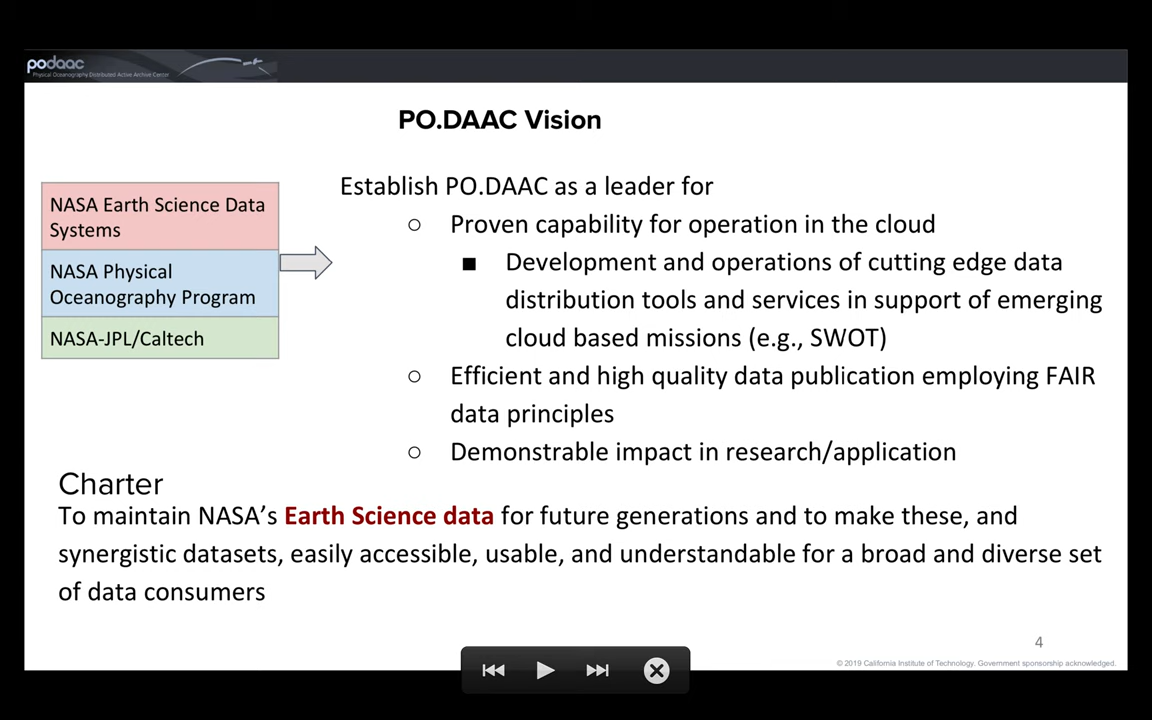 podaac
Physical Oceanography Distributed Active Archive Center
PO.DAAC Vision
NASA Earth Science Data
Systems
NASA Physical
Oceanography Program
NASA-JPL/Caltech
Establish PO.DAAC as a leader for
○ Proven capability for operation in the cloud
■ Development and operations of cutting edge data
distribution tools and services in support of emerging
cloud based missions (e.g., SWOT)
○ Efficient and high quality data publication employing FAIR
data principles
○ Demonstrable impact in research/application
Charter
To maintain NASA’s Earth Science data for future generations and to make these, and
synergistic datasets, easily accessible, usable, and understandable for a broad and diverse set
of data consumers
4
© 2019 California Institute of Technology. Government sponsorship acknowledged.